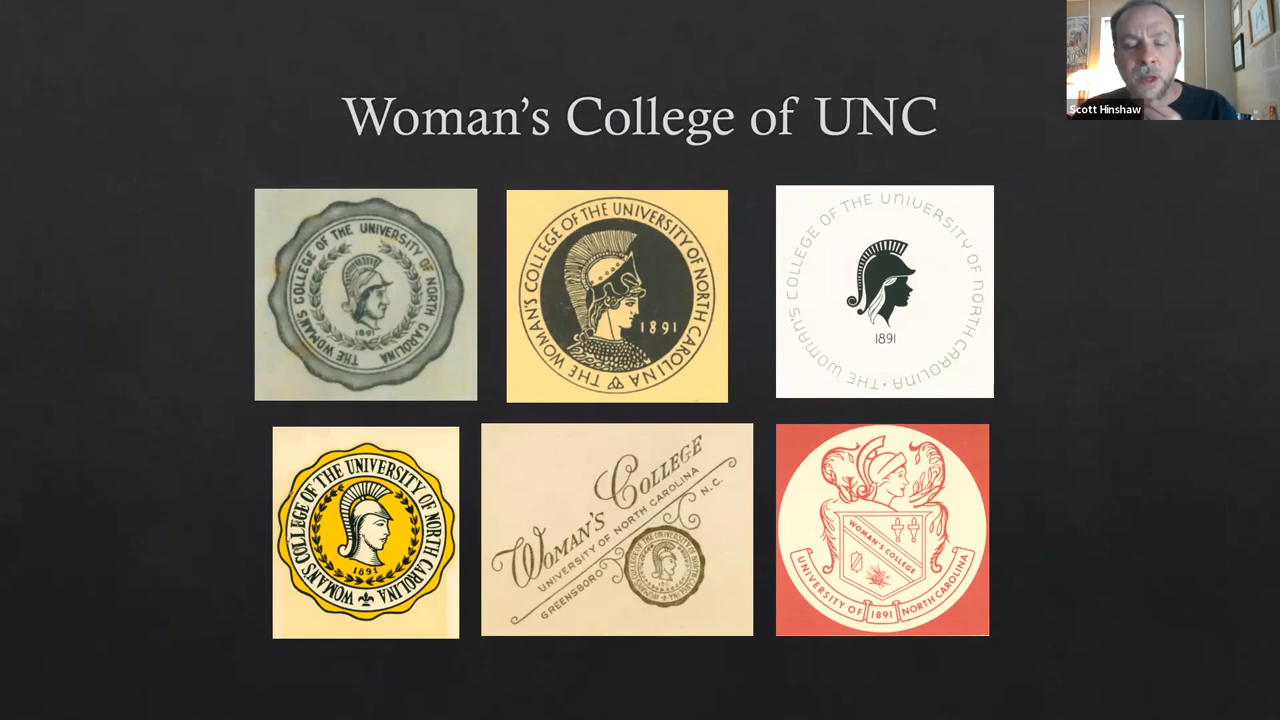 Scott Hinshaw
Woman's College of UNC
THE WOMAN'S COLLEGE OF THE UNIVERSITY OF NORTH CAROLINA
1891
THE WOMAN'S COLLEGE OF THE UNIVERSITY OF NORTH CAROLINA
1891
THE WOMAN'S COLLEGE OF THE UNIVERSITY OF NORTH CAROLINA
1891
WOMAN'S COLLEGE OF THE UNIVERSITY OF NORTH CAROLINA
1891
WOMAN'S COLLEGE
UNIVERSITY OF NORTH CAROLINA
GREENSBORO N.C.
WOMAN'S COLLEGE
UNIVERSITY OF 1891 NORTH CAROLINA